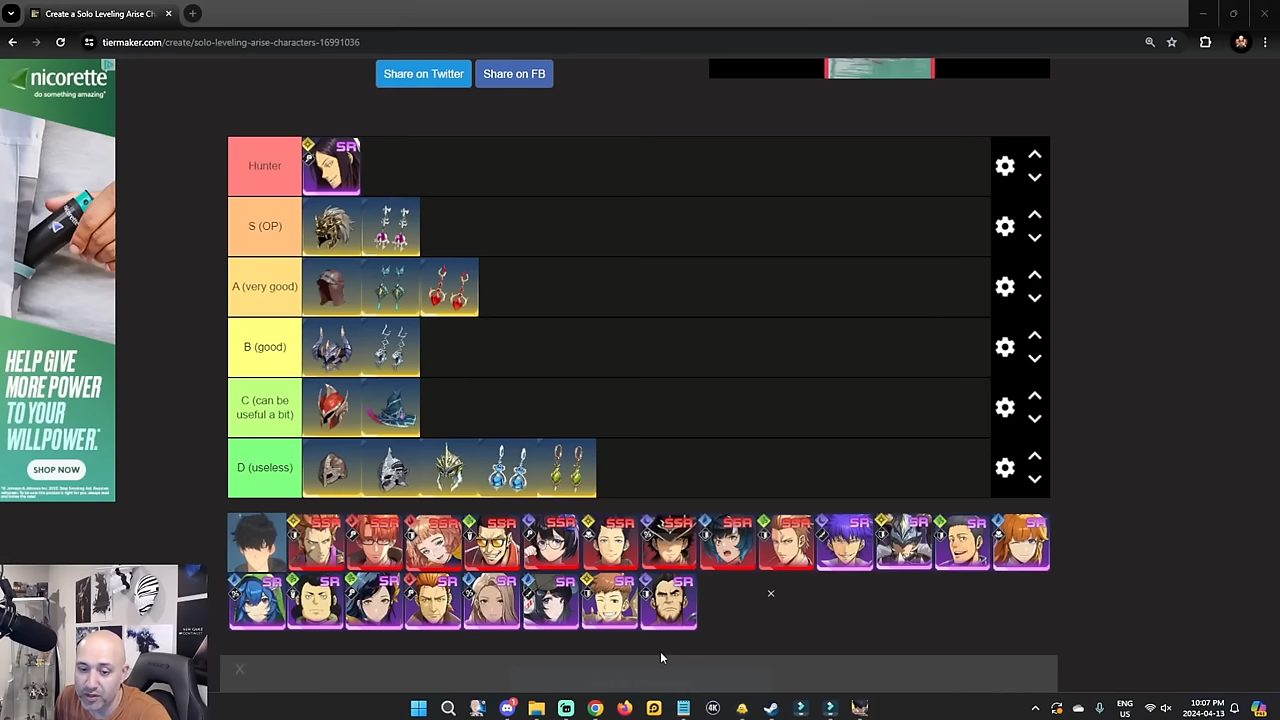 Create a Solo Leveling Arise Ch
tiermaker.com/create/solo-leveling-arise-characters-16991036
nicorette
do something amazing
Share on Twitter
Share on FB
Hunter
SR
S (OP)
A (very good)
B (good)
C (can be
useful a bit)
D (useless)
HELP GIVE
MORE POWER
TO YOUR
WILLPOWER.
SHOP NOW
SSR SSR SSR SSR SSR SSR SSR SSR SSR SR SR SR SR
SR SR SR SR SR SR SR SR
X
ENG
US
10:07 PM
2024-04-13